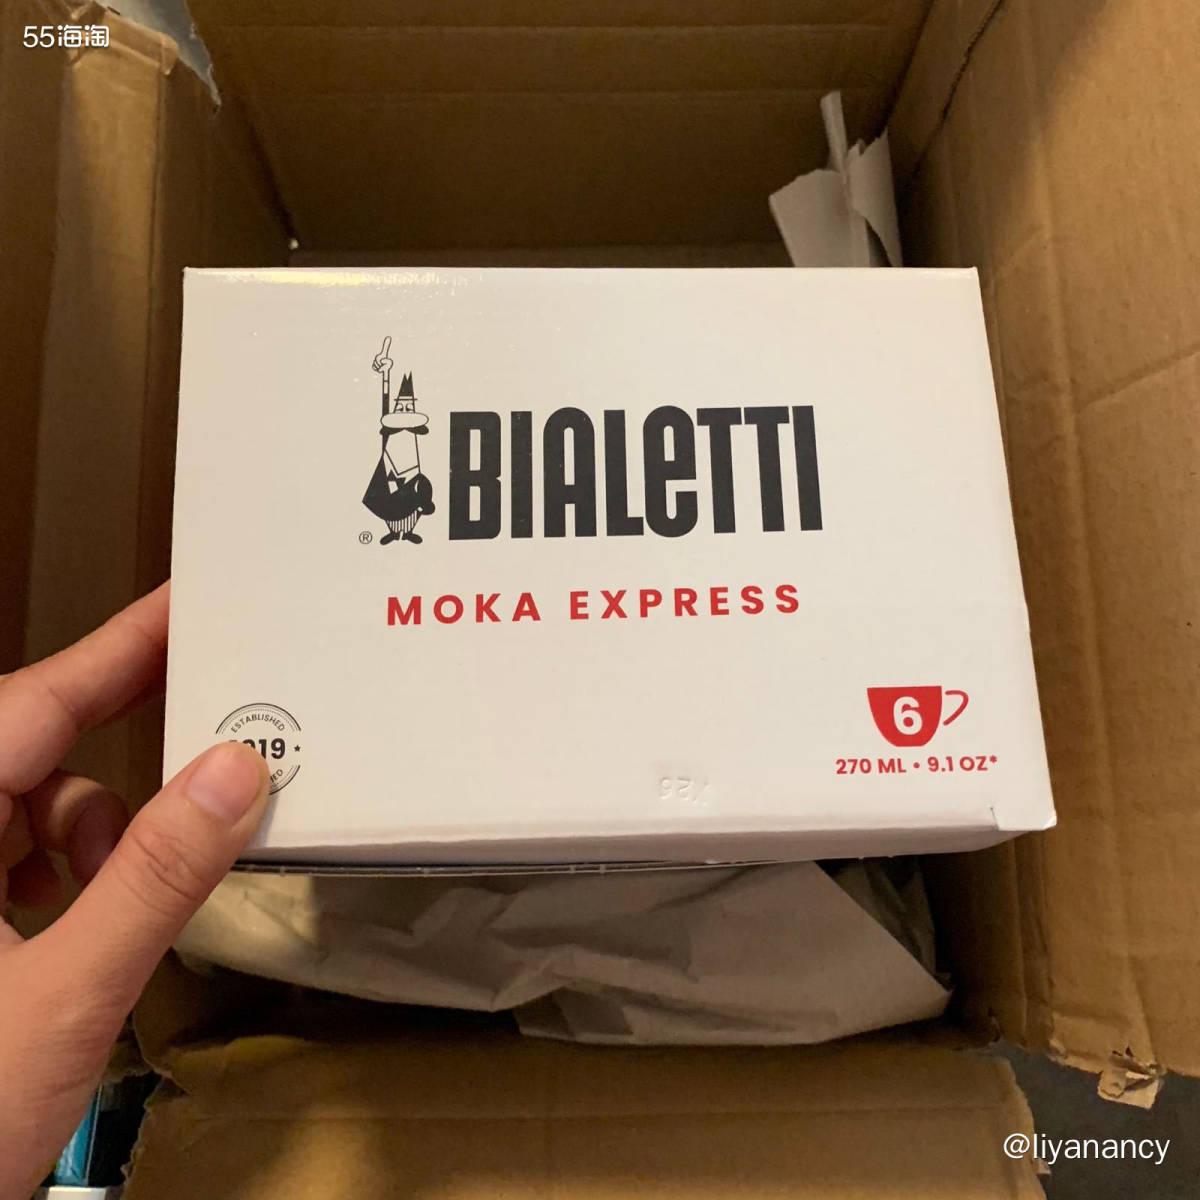 55海淘
BIALETTI
®
MOKA EXPRESS
ESTABLISHED
6
270 ML • 9.1 OZ*
@liyanancy